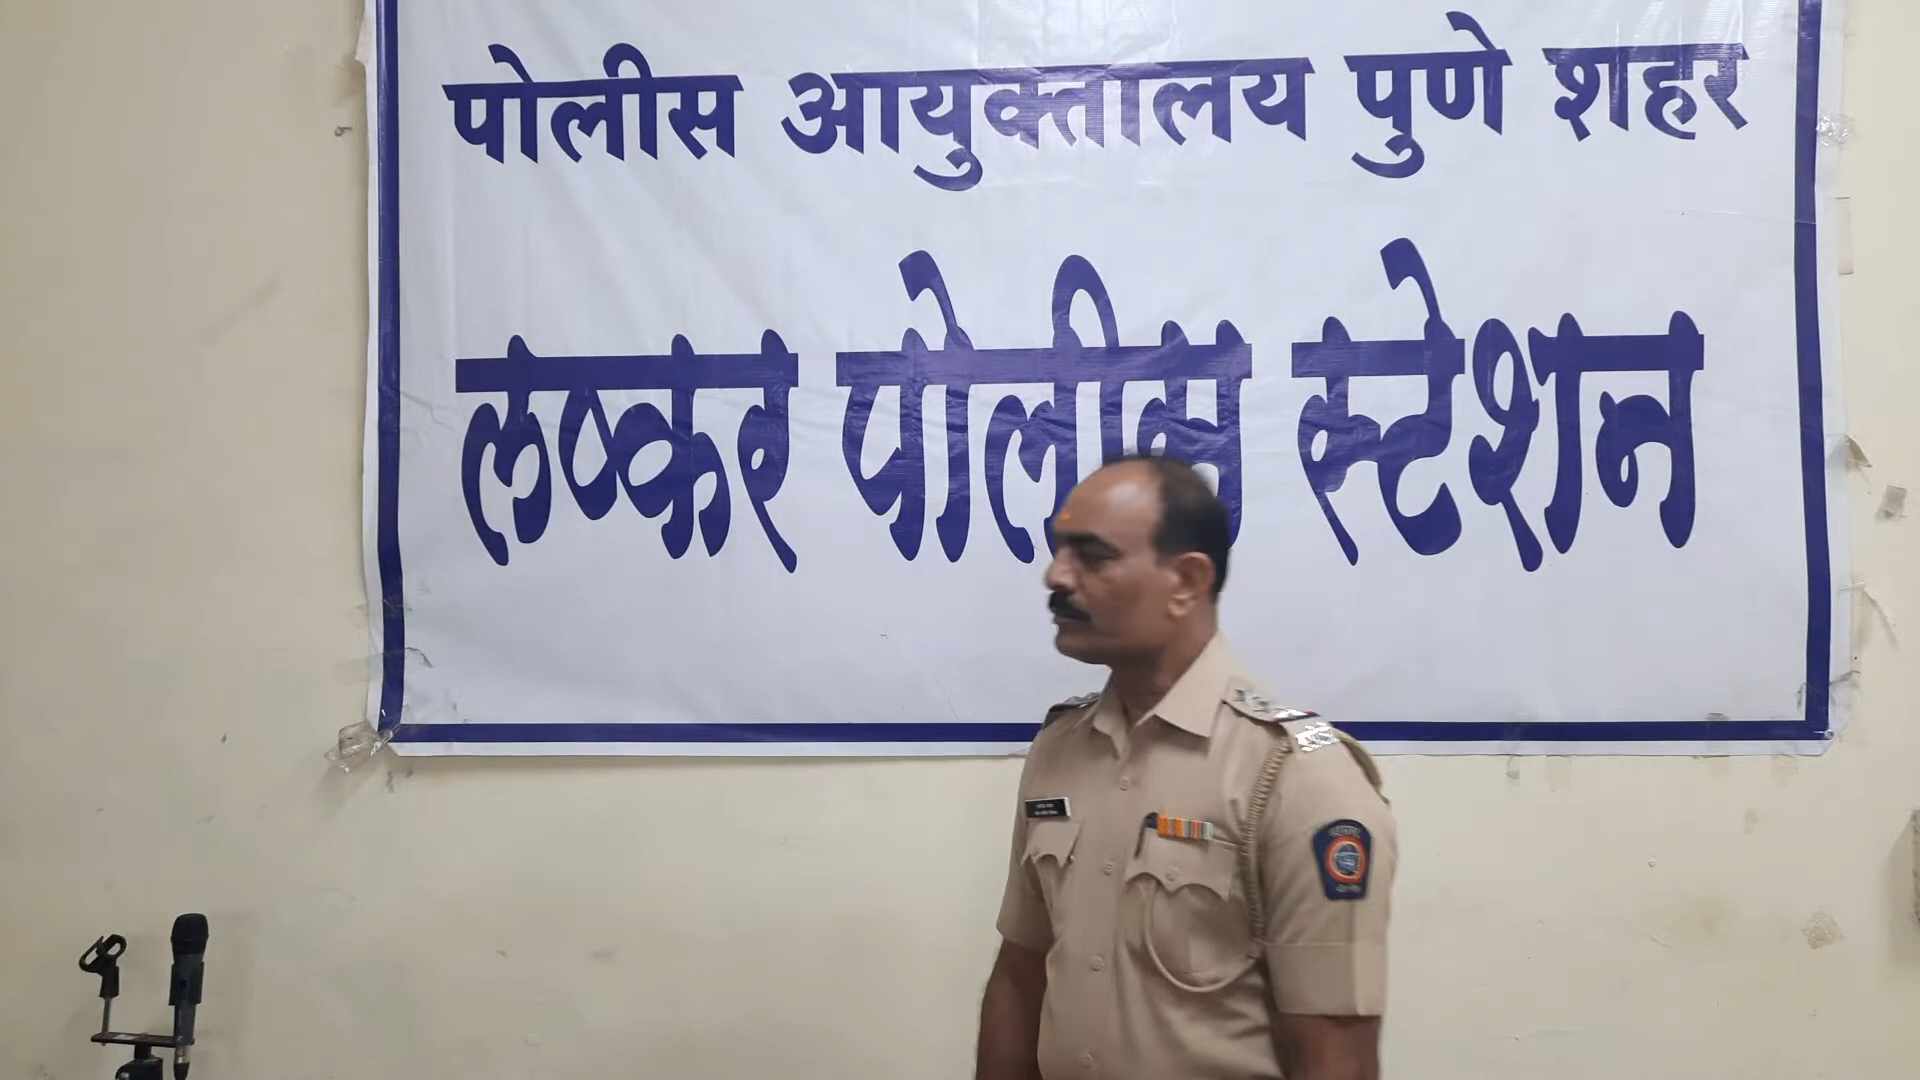 पोलीस आयुक्तालय पुणे शहर
लष्कर पोलीस स्टेशन